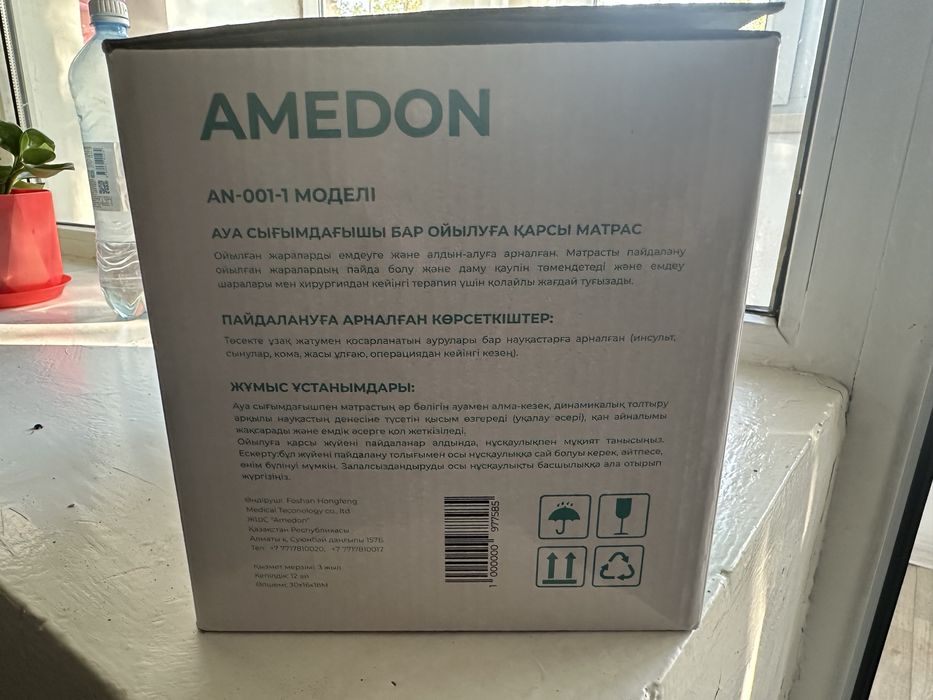 AMEDON
AN-001-1 МОДЕЛІ
АУА СЫҒЫМДАҒЫШЫ БАР ОЙЫЛУҒА ҚАРСЫ МАТРАС
Ойылған жараларды емдеуге және алдын-алуға арналған. Матрасты пайдалану
ойылған жаралардың пайда болу және даму қаупін төмендетеді және емдеу
шаралары мен хирургиядан кейінгі терапия үшін қолайлы жағдай туғызады.
ПАЙДАЛАНУҒА АРНАЛҒАН КӨРСЕТКІШТЕР:
Төсекте ұзақ жатумен қосарланатын аурулары бар науқастарға арналған (инсульт,
сынулар, кома, жасы ұлғаю, операциядан кейінгі кезең).
ЖҰМЫС ҰСТАНЫМДАРЫ:
Ауа сығымдағышпен матрастың әр бөлігін ауамен алма-кезек, динамикалық толтыру
арқылы науқастың денесіне түсетін қысым өзгереді (уқалау әсері), қан айналымы
жақсарады және емдік әсерге қол жеткізіледі.
Ойылуға қарсы жүйені пайдаланар алдында, нұсқаулықпен мұқият танысыңыз.
Ескерту:бұл жүйені пайдалану толығымен осы нұсқаулыққа сай болуы керек, әйтпесе,
өнім бүлінуі мүмкін. Залалсыздандыруды осы нұсқаулықты басшылыққа ала отырып
жүргізіңіз.
Өндіруші: Foshan Hongfeng
Medical Teconology co., ltd
ЖШС "Amedon"
Қазақстан Республикасы
Алматы қ, Суюнбай даңғылы 157Б
Тел: +7 7717810020, +7 7717810012
Қызмет мерзімі: 3 жыл
Кепілдік: 12 ай
Өлшемі: 30х16х18М
1 000000 977585